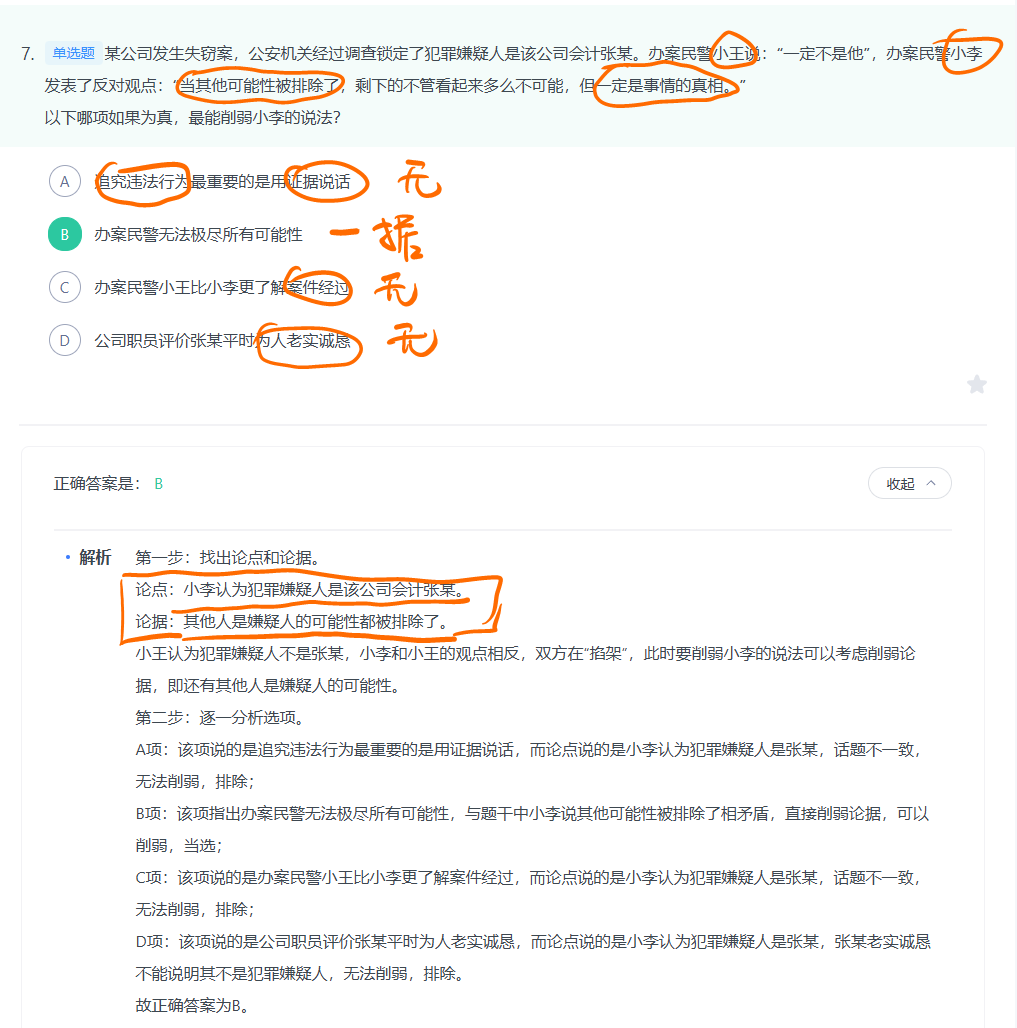 7. 单选题 某公司发生失窃案，公安机关经过调查锁定了犯罪嫌疑人是该公司会计张某。办案民警小王说：“一定不是他”，办案民警小李
发表了反对观点：“当其他可能性被排除了，剩下的不管看起来多么不可能，但一定是事情的真相。”
以下哪项如果为真，最能削弱小李的说法？
A 追究违法行为最重要的是用证据说话 无
B 办案民警无法极尽所有可能性 一 据
C 办案民警小王比小李更了解案件经过 无
D 公司职员评价张某平时为人老实诚恳 无
正确答案是： B 收起
解析 第一步：找出论点和论据。
论点：小李认为犯罪嫌疑人是该公司会计张某。
论据：其他人是嫌疑人的可能性都被排除了。
小王认为犯罪嫌疑人不是张某，小李和小王的观点相反，双方在“掐架”，此时要削弱小李的说法可以考虑削弱论
据，即还有其他人是嫌疑人的可能性。
第二步：逐一分析选项。
A项：该项说的是追究违法行为最重要的是用证据说话，而论点说的是小李认为犯罪嫌疑人是张某，话题不一致，
无法削弱，排除；
B项：该项指出办案民警无法极尽所有可能性，与题干中小李说其他可能性被排除了相矛盾，直接削弱论据，可以
削弱，当选；
C项：该项说的是办案民警小王比小李更了解案件经过，而论点说的是小李认为犯罪嫌疑人是张某，话题不一致，
无法削弱，排除；
D项：该项说的是公司职员评价张某平时为人老实诚恳，而论点说的是小李认为犯罪嫌疑人是张某，张某老实诚恳
不能说明其不是犯罪嫌疑人，无法削弱，排除。
故正确答案为B。